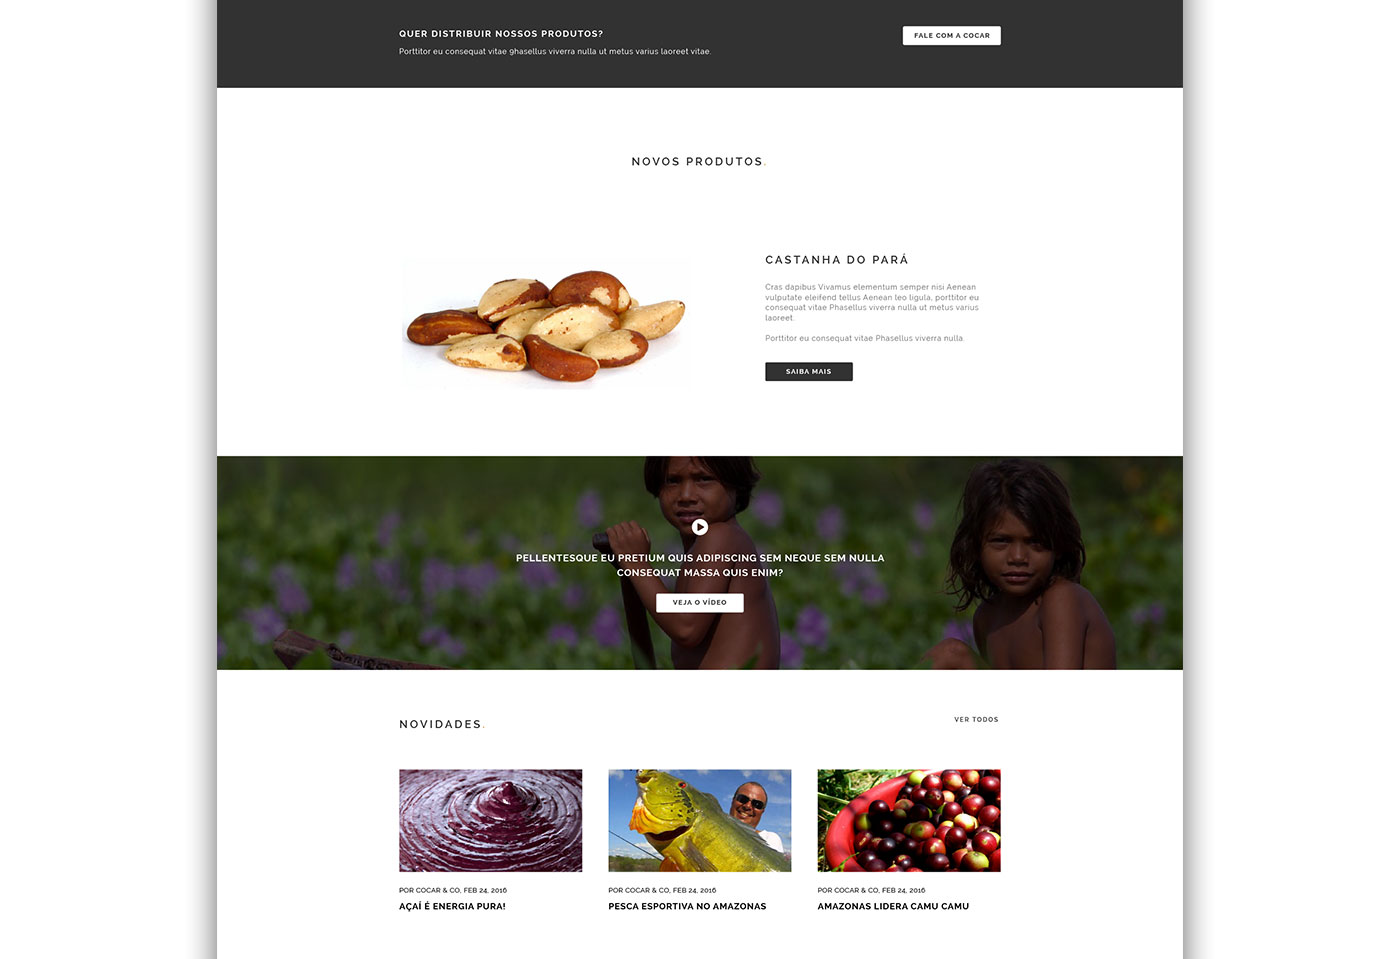 QUER DISTRIBUIR NOSSOS PRODUTOS?
FALE COM A COCAR
Porttitor eu consequat vitae 9hasellus viverra nulla ut metus varius laoreet vitae.
NOVOS PRODUTOS.
CASTANHA DO PARÁ
Cras dapibus Vivamus elementum semper nisi Aenean
vulputate eleifend tellus Aenean leo ligula, porttitor eu
consequat vitae Phasellus viverra nulla ut metus varius
laoreet.
Porttitor eu consequat vitae Phasellus viverra nulla.
SAIBA MAIS
PELLENTESQUE EU PRETIUM QUIS ADIPISCING SEM NEQUE SEM NULLA
CONSEQUAT MASSA QUIS ENIM?
VEJA O VÍDEO
NOVIDADES.
VER TODOS
POR COCAR & CO, FEB 24, 2016
AÇAÍ É ENERGIA PURA!
POR COCAR & CO, FEB 24, 2016
PESCA ESPORTIVA NO AMAZONAS
POR COCAR & CO, FEB 24, 2016
AMAZONAS LIDERA CAMU CAMU